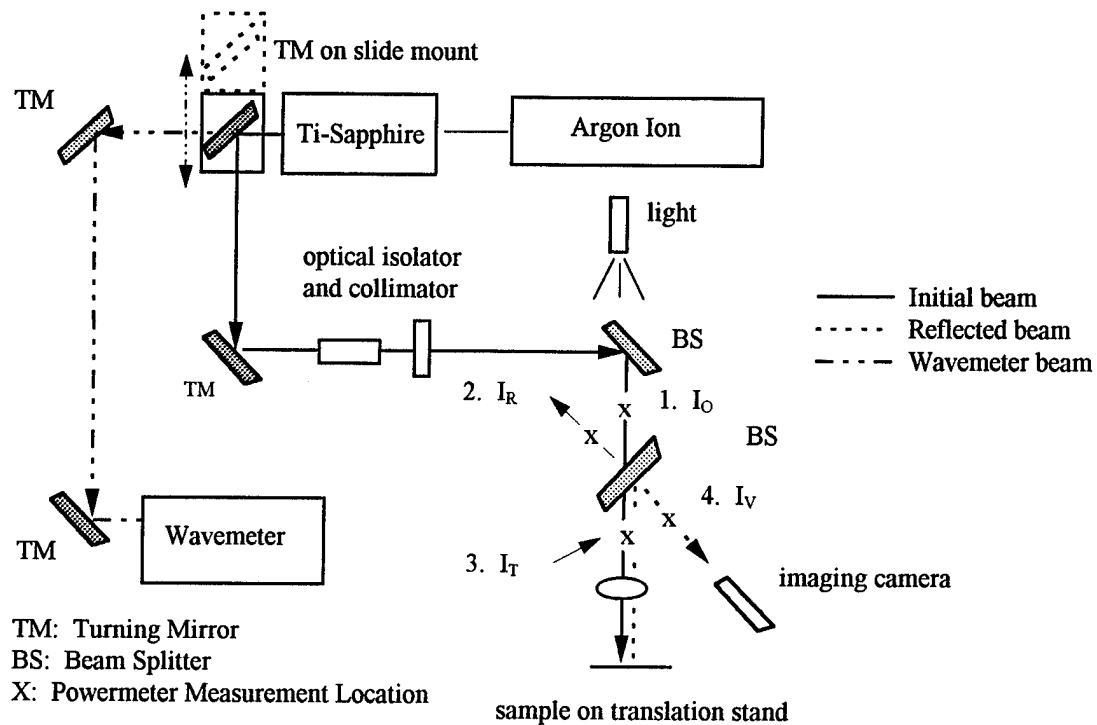 TM on slide mount
TM
Ti-Sapphire
Argon Ion
light
optical isolator
and collimator
Initial beam
Reflected beam
Wavemeter beam
BS
TM
2. I_R
1. I_O
BS
4. I_V
Wavemeter
TM
3. I_T
imaging camera
TM: Turning Mirror
BS: Beam Splitter
X: Powermeter Measurement Location
sample on translation stand
x
x
x
x